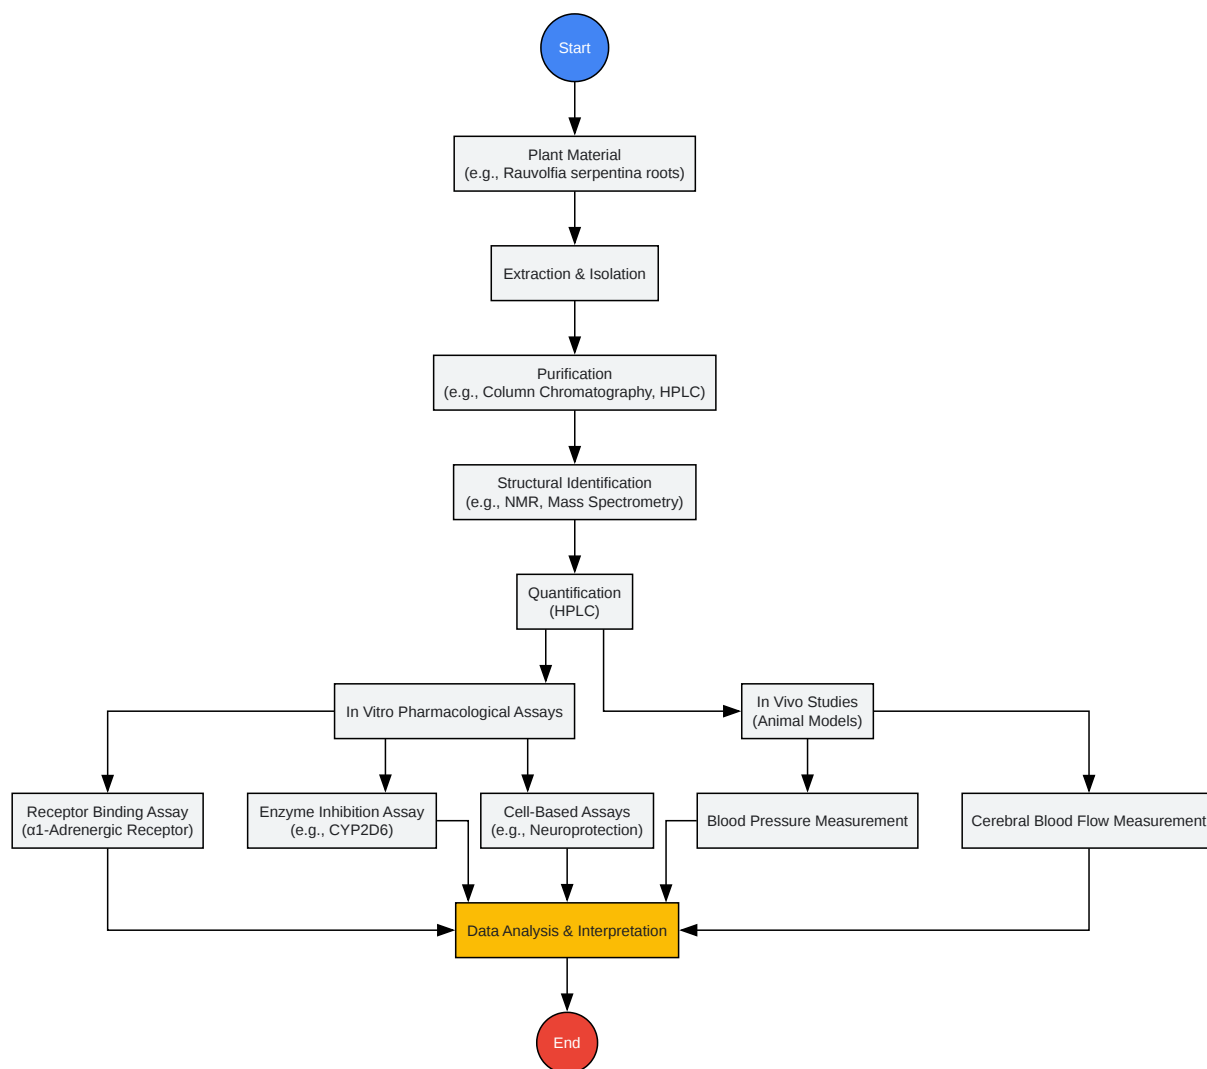 Start
Plant Material
(e.g., Rauvolfia serpentina roots)
Extraction & Isolation
Purification
(e.g., Column Chromatography, HPLC)
Structural Identification
(e.g., NMR, Mass Spectrometry)
Quantification
(HPLC)
In Vitro Pharmacological Assays
In Vivo Studies
(Animal Models)
Receptor Binding Assay
(α1-Adrenergic Receptor)
Enzyme Inhibition Assay
(e.g., CYP2D6)
Cell-Based Assays
(e.g., Neuroprotection)
Blood Pressure Measurement
Cerebral Blood Flow Measurement
Data Analysis & Interpretation
End